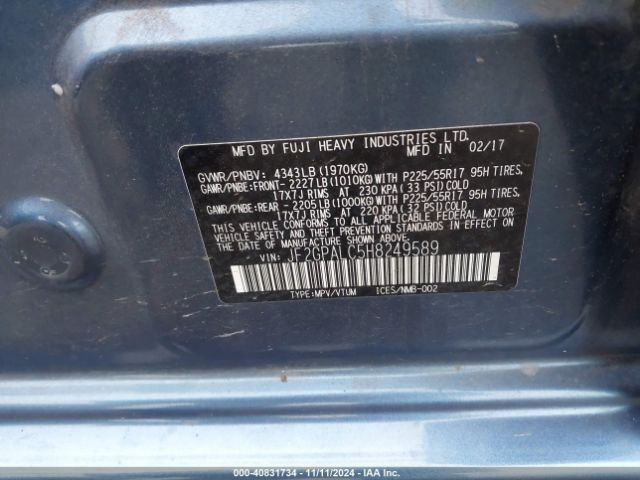 MFD BY FUJI HEAVY INDUSTRIES LTD.
MFD IN 02/17
GVWR/PNBV: 4343LB(1970KG)
GAWR/PNBE:FRONT- 2227LB(1010KG)WITH P225/55R17 95H TIRES,
17X7J RIMS AT 230 KPA(33 PSI)COLD
GAWR/PNBE:REAR - 2205LB(1000KG)WITH P225/55R17 95H TIRES,
17X7J RIMS AT 220 KPA(32 PSI)COLD
THIS VEHICLE CONFORMS TO ALL APPLICABLE FEDERAL MOTOR
VEHICLE SAFETY AND THEFT PREVENTION STANDARDS IN EFFECT ON
THE DATE OF MANUFACTURE SHOWN ABOVE.
VIN: JF2GPALC5H8249589
TYPE:MPV/VTUM ICES/NMB-002
000-40831734 - 11/11/2024 - IAAI.COM